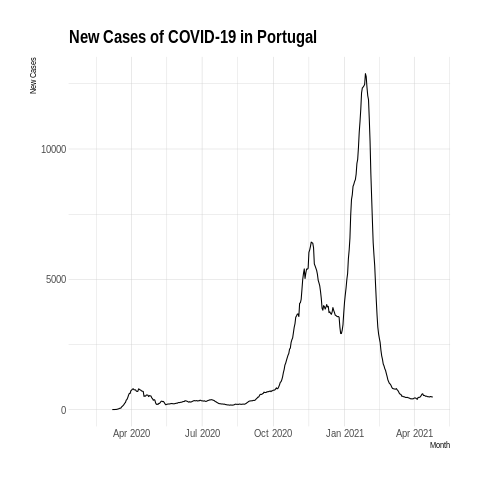 New Cases of COVID-19 in Portugal
New Cases
10000
5000
0
Apr 2020 Jul 2020 Oct 2020 Jan 2021 Apr 2021
Month